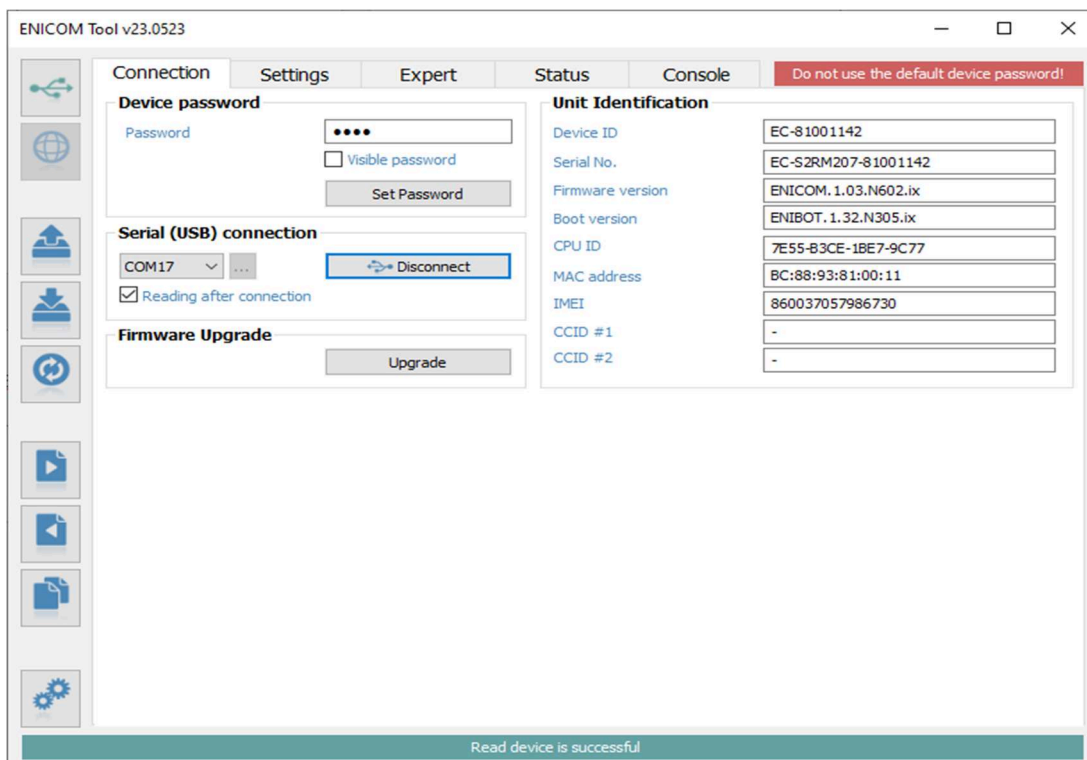 ENICOM Tool v23.0523
Connection Settings Expert Status Console Do not use the default device password!
Device password
Password ••••
Visible password
Set Password
Serial (USB) connection
COM17 ... Disconnect
Reading after connection
Firmware Upgrade
Upgrade
Unit Identification
Device ID EC-81001142
Serial No. EC-S2RM207-81001142
Firmware version ENICOM.1.03.N602.ix
Boot version ENIBOT.1.32.N305.ix
CPU ID 7E55-B3CE-1BE7-9C77
MAC address BC:88:93:81:00:11
IMEI 860037057986730
CCID #1 -
CCID #2 -
Read device is successful